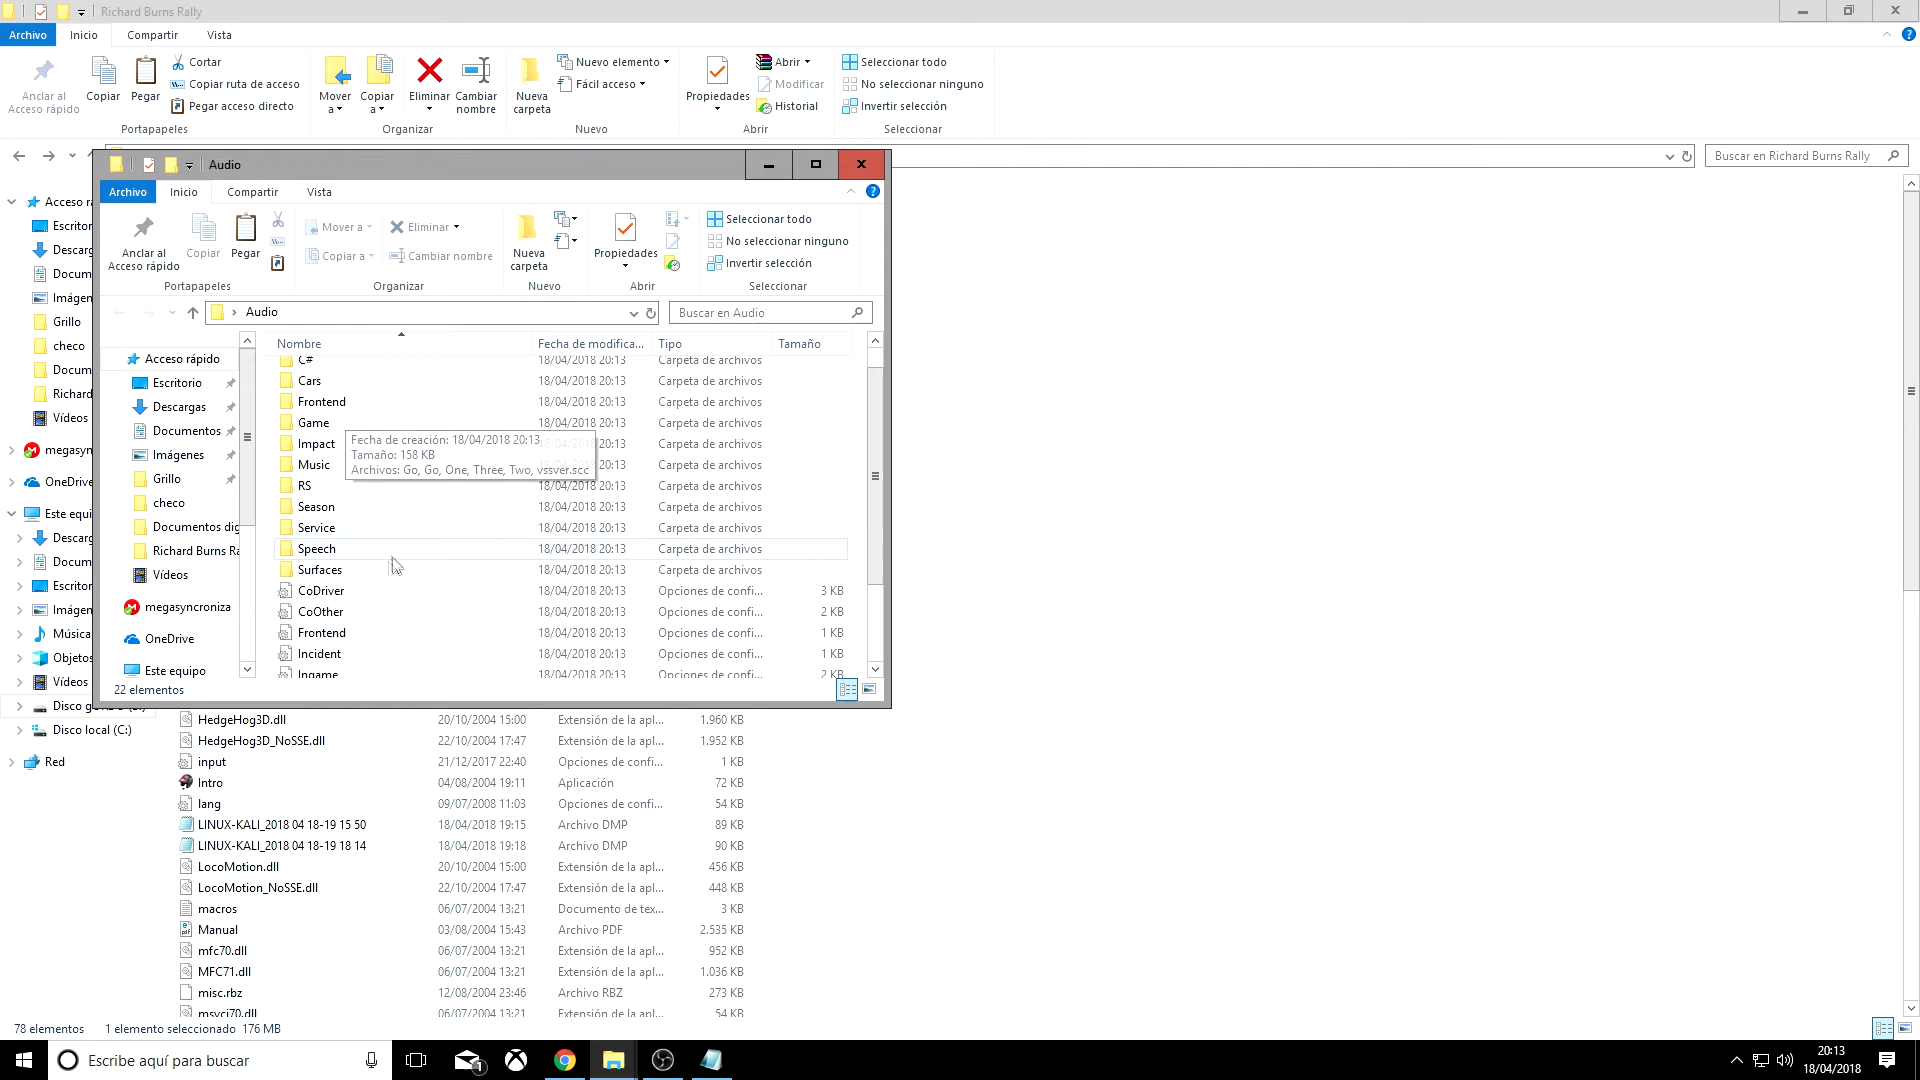 Richard Burns Rally
Archivo Inicio Compartir Vista
Anclar al Acceso rápido
Copiar
Pegar
Cortar
Copiar ruta de acceso
Pegar acceso directo
Portapapeles
Mover a
Copiar a
Eliminar
Cambiar nombre
Organizar
Nueva carpeta
Nuevo elemento
Fácil acceso
Nuevo
Propiedades
Abrir
Modificar
Historial
Abrir
Seleccionar todo
No seleccionar ninguno
Invertir selección
Seleccionar
Buscar en Richard Burns Rally
Acceso r
Escritor
Descarg
Docum
Imágen
Grillo
checo
Docum
Richard
Vídeos
megasyn
OneDrive
Este equi
Descarg
Docum
Escritor
Imágen
Música
Objetos
Vídeos
Disco g
Disco local (C:)
Red
Audio
Archivo Inicio Compartir Vista
Anclar al Acceso rápido
Copiar
Pegar
Portapapeles
Mover a
Copiar a
Eliminar
Cambiar nombre
Organizar
Nueva carpeta
Nuevo
Propiedades
Abrir
Seleccionar todo
No seleccionar ninguno
Invertir selección
Seleccionar
Audio
Buscar en Audio
Acceso rápido
Escritorio
Descargas
Documentos
Imágenes
Grillo
checo
Documentos dig
Richard Burns Ra
Vídeos
megasyncroniza
OneDrive
Este equipo
Nombre Fecha de modifica... Tipo Tamaño
C# 18/04/2018 20:13 Carpeta de archivos
Cars 18/04/2018 20:13 Carpeta de archivos
Frontend 18/04/2018 20:13 Carpeta de archivos
Game 18/04/2018 20:13 Carpeta de archivos
Impact 20:13 Carpeta de archivos
Music 20:13 Carpeta de archivos
Fecha de creación: 18/04/2018 20:13
Tamaño: 158 KB
Archivos: Go, Go, One, Three, Two, vssver.scc
RS 18/04/2018 20:13 Carpeta de archivos
Season 18/04/2018 20:13 Carpeta de archivos
Service 18/04/2018 20:13 Carpeta de archivos
Speech 18/04/2018 20:13 Carpeta de archivos
Surfaces 18/04/2018 20:13 Carpeta de archivos
CoDriver 18/04/2018 20:13 Opciones de confi... 3 KB
CoOther 18/04/2018 20:13 Opciones de confi... 2 KB
Frontend 18/04/2018 20:13 Opciones de confi... 1 KB
Incident 18/04/2018 20:13 Opciones de confi... 1 KB
Ingame 18/04/2018 20:13 Opciones de confi... 2 KB
22 elementos
HedgeHog3D.dll 20/10/2004 15:00 Extensión de la apl... 1.960 KB
HedgeHog3D_NoSSE.dll 22/10/2004 17:47 Extensión de la apl... 1.952 KB
input 21/12/2017 22:40 Opciones de confi... 1 KB
Intro 04/08/2004 19:11 Aplicación 72 KB
lang 09/07/2008 11:03 Opciones de confi... 54 KB
LINUX-KALI_2018 04 18-19 15 50 18/04/2018 19:15 Archivo DMP 89 KB
LINUX-KALI_2018 04 18-19 18 14 18/04/2018 19:18 Archivo DMP 90 KB
LocoMotion.dll 20/10/2004 15:00 Extensión de la apl... 456 KB
LocoMotion_NoSSE.dll 22/10/2004 17:47 Extensión de la apl... 448 KB
macros 06/07/2004 13:21 Documento de tex... 3 KB
Manual 03/08/2004 15:43 Archivo PDF 2.535 KB
mfc70.dll 06/07/2004 13:21 Extensión de la apl... 952 KB
MFC71.dll 06/07/2004 13:21 Extensión de la apl... 1.036 KB
misc.rbz 12/08/2004 23:46 Archivo RBZ 273 KB
msvci70.dll 06/07/2004 13:21 Extensión de la apl... 54 KB
78 elementos 1 elemento seleccionado 176 MB
Escribe aquí para buscar
1
20:13
18/04/2018